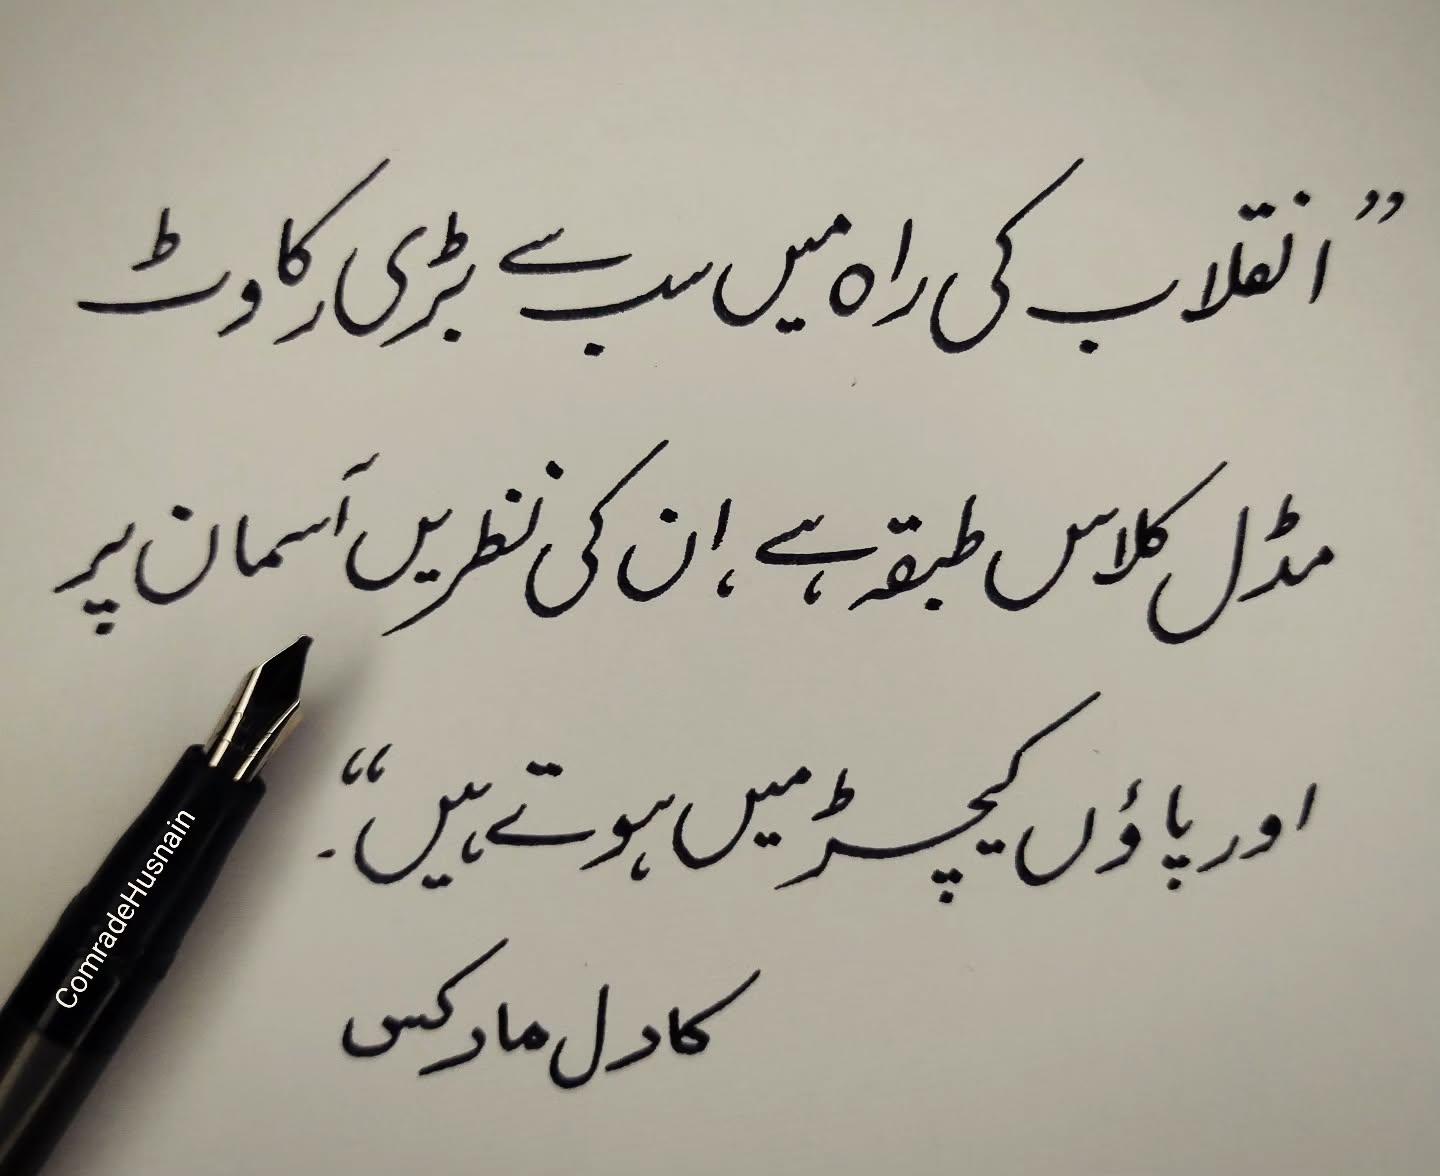 ”انقلاب کی راہ میں سب سے بڑی رکاوٹ
مڈل کلاس طبقہ ہے، ان کی نظریں آسمان پر
اور پاؤں کیچڑ میں ہوتے ہیں“۔
کارل مارکس
ComradeHusnain